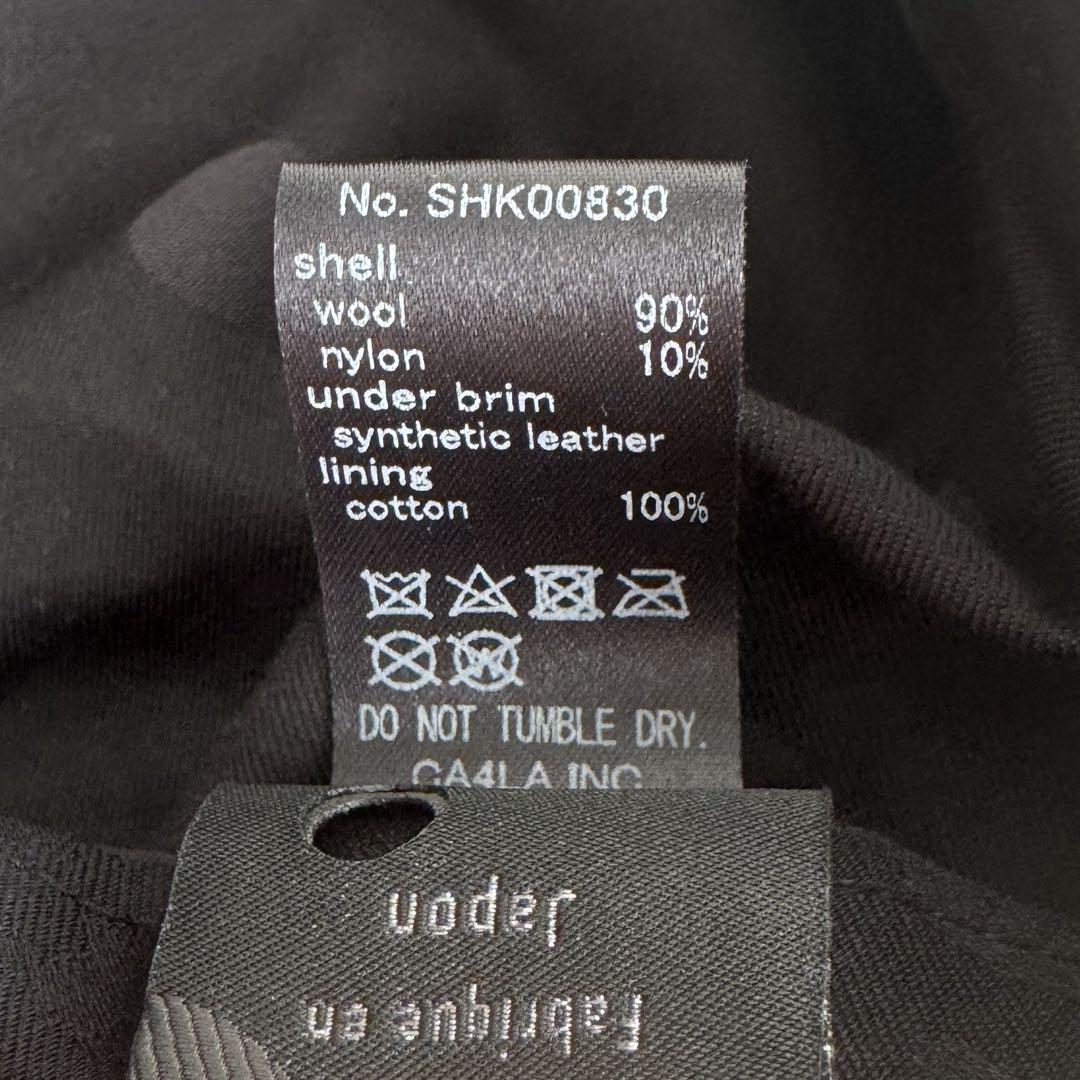 No. SHK00830
shell
wool 90%
nylon 10%
under brim
synthetic leather
lining
cotton 100%
DO NOT TUMBLE DRY.
CA4LA INC
Fabriqué en
Japon